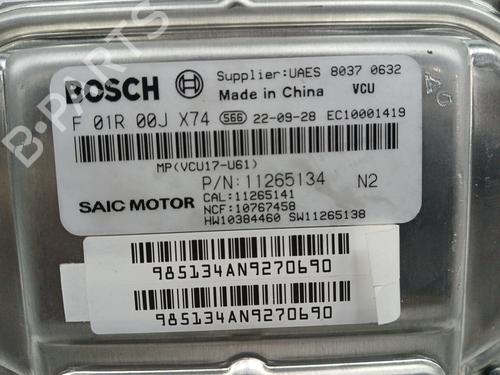 BOSCH Supplier:UAES 8037 0632
Made in China VCU
F 01R 00J X74 S66 22-09-28 EC10001419
MP(VCU17-U61)
P/N:11265134 N2
CAL:11265141
SAIC MOTOR NCF:10767458
HW10384460 SW11265138
985134AN9270690
985134AN9270690
B-PARTS